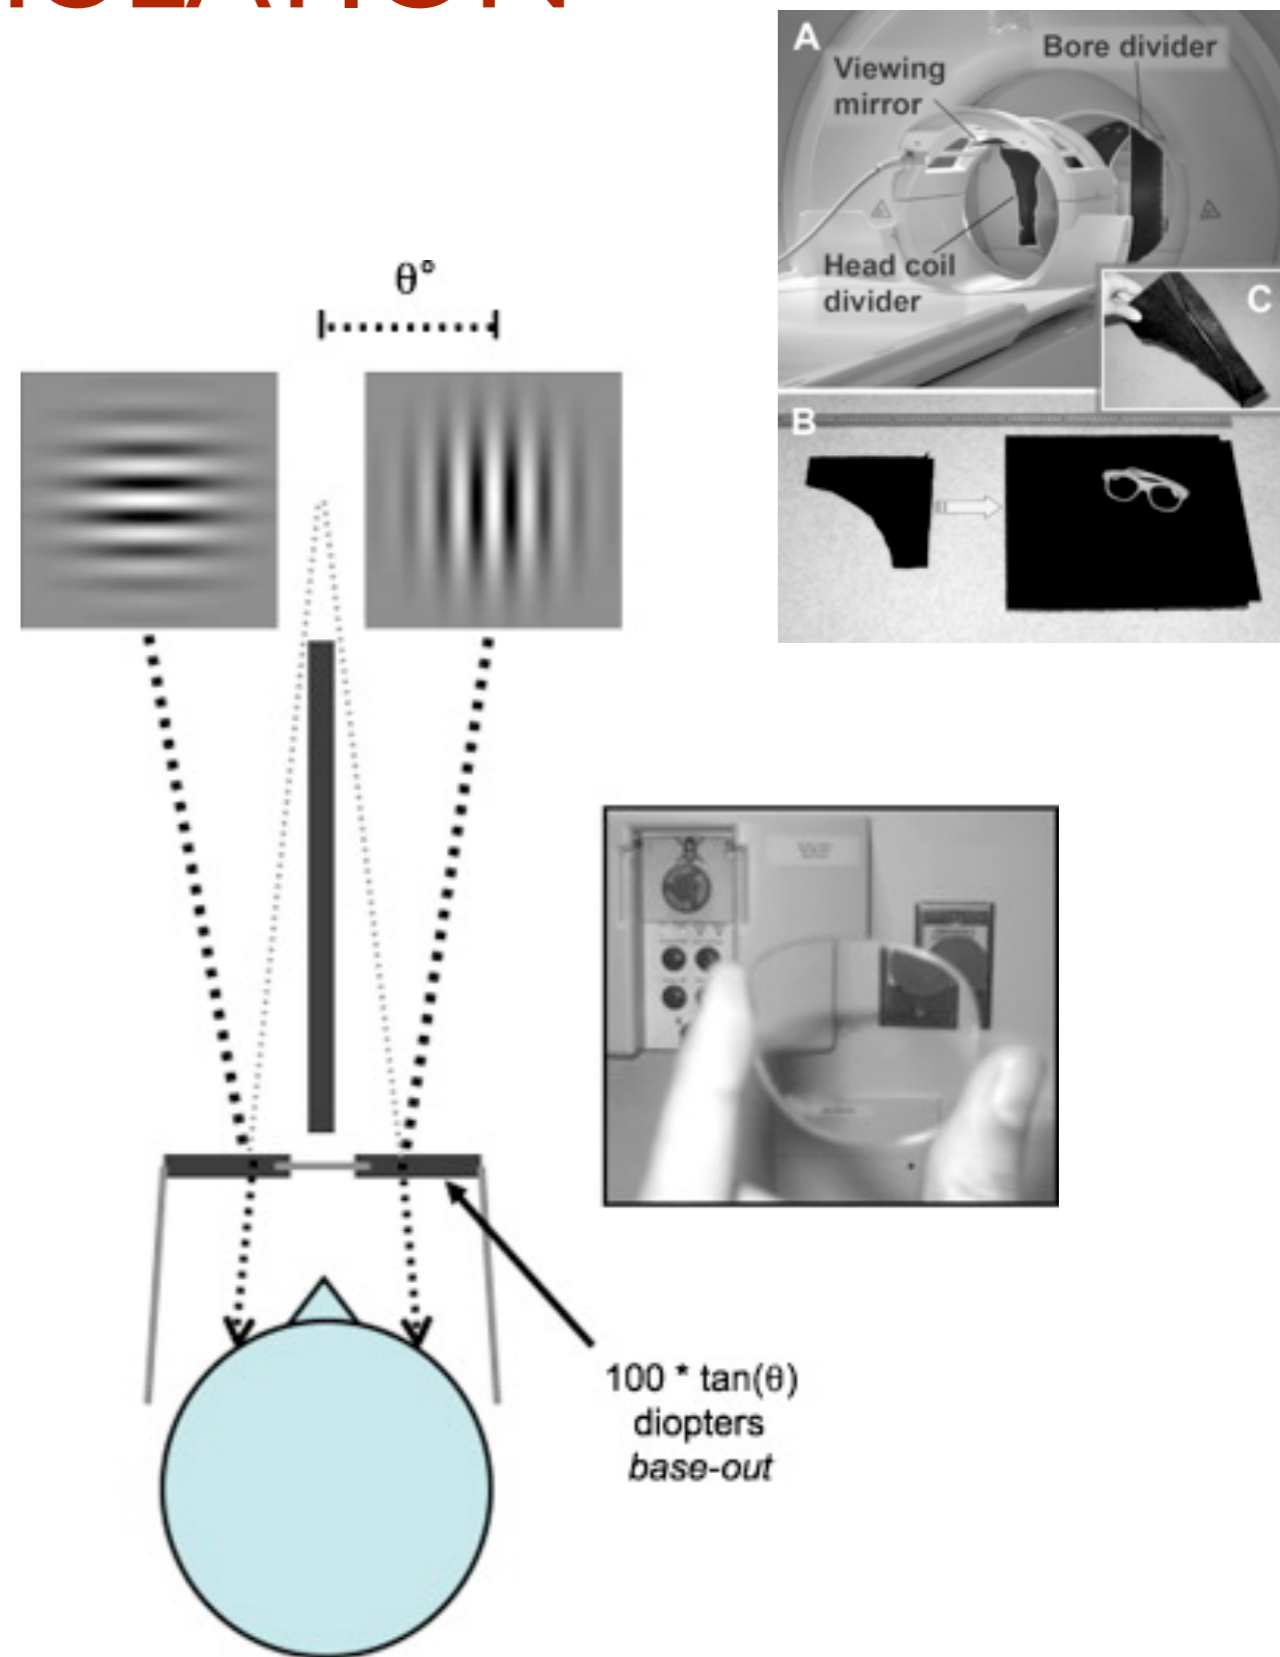 A
Bore divider
Viewing
mirror
Head coil
divider
C
B
θ°
100 * tan(θ)
diopters
base-out